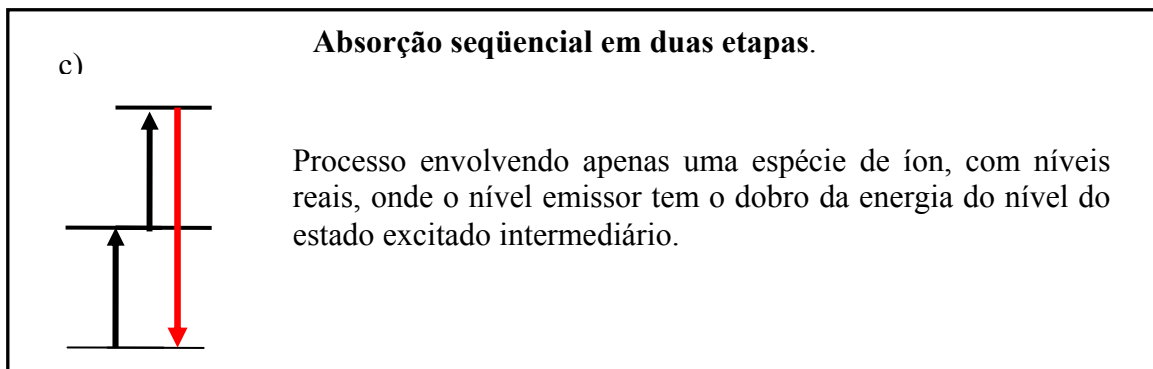 Absorção seqüencial em duas etapas.
c)
Processo envolvendo apenas uma espécie de íon, com níveis
reais, onde o nível emissor tem o dobro da energia do nível do
estado excitado intermediário.